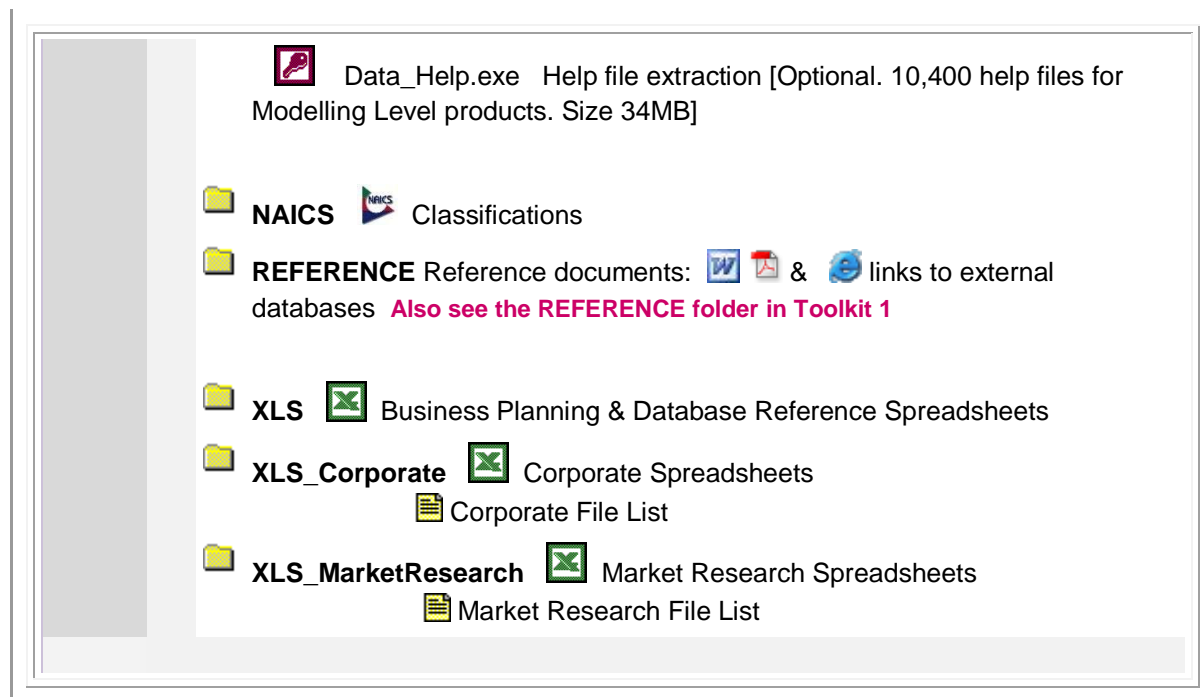 Data_Help.exe Help file extraction [Optional. 10,400 help files for
Modelling Level products. Size 34MB]
NAICS NAICS Classifications
REFERENCE Reference documents: W & links to external
databases Also see the REFERENCE folder in Toolkit 1
XLS Business Planning & Database Reference Spreadsheets
XLS_Corporate Corporate Spreadsheets
Corporate File List
XLS_MarketResearch Market Research Spreadsheets
Market Research File List